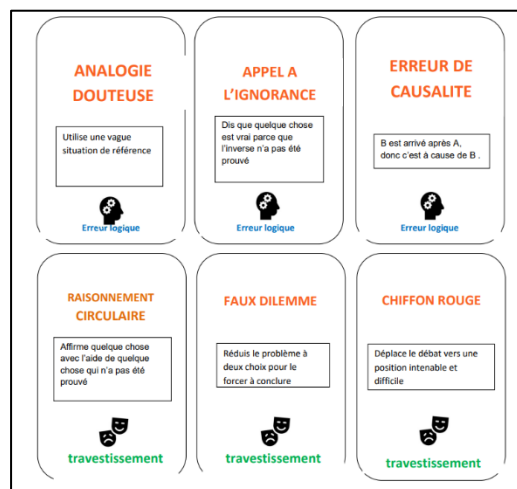 ANALOGIE
DOUTEUSE
Utilise une vague
situation de référence
Erreur logique
APPEL A
L'IGNORANCE
Dis que quelque chose
est vrai parce que
l'inverse n'a pas été
prouvé
Erreur logique
ERREUR DE
CAUSALITE
B est arrivé après A,
donc c'est à cause de B .
Erreur logique
RAISONNEMENT
CIRCULAIRE
Affirme quelque chose
avec l'aide de quelque
chose qui n'a pas été
prouvé
travestissement
FAUX DILEMME
Réduis le problème à
deux choix pour le
forcer à conclure
travestissement
CHIFFON ROUGE
Déplace le débat vers une
position intenable et
difficile
travestissement